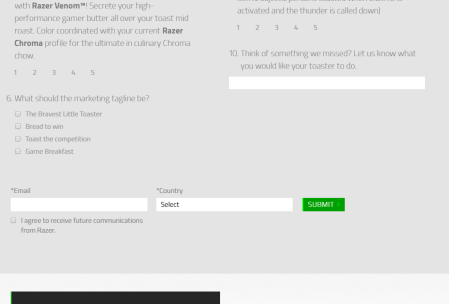 with Razer Venom™! Secrete your high-
performance gamer butter all over your toast mid
roast. Color coordinated with your current Razer
Chroma profile for the ultimate in culinary Chroma
chow.
1 2 3 4 5
6. What should the marketing tagline be?
The Bravest Little Toaster
Bread to win
Toast the competition
Game Breakfast
activated and the thunder is called down)
1 2 3 4 5
10. Think of something we missed? Let us know what
you would like your toaster to do.
*Email
*Country
Select
SUBMIT
I agree to receive future communications
from Razer.